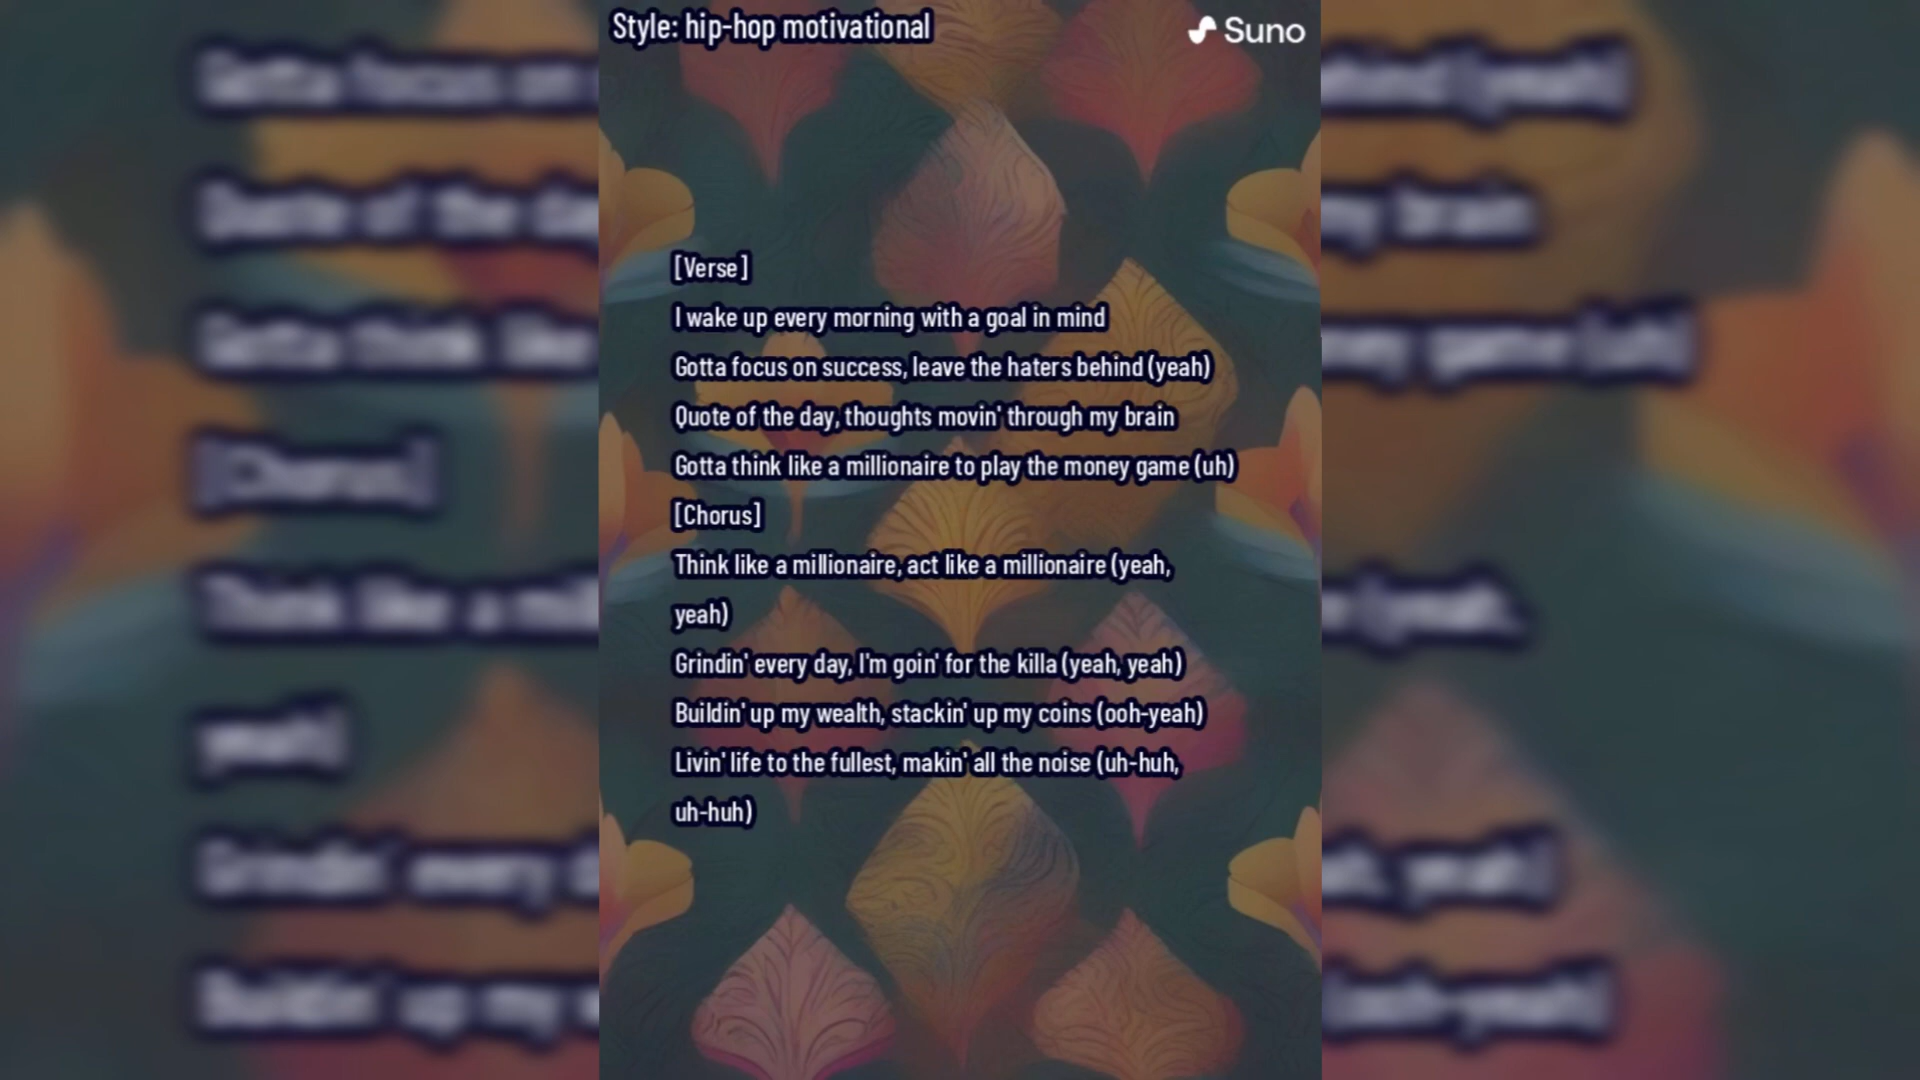 Style: hip-hop motivational
Suno
[Verse]
I wake up every morning with a goal in mind
Gotta focus on success, leave the haters behind (yeah)
Quote of the day, thoughts movin' through my brain
Gotta think like a millionaire to play the money game (uh)
[Chorus]
Think like a millionaire, act like a millionaire (yeah,
yeah)
Grindin' every day, I'm goin' for the killa (yeah, yeah)
Buildin' up my wealth, stackin' up my coins (ooh-yeah)
Livin' life to the fullest, makin' all the noise (uh-huh,
uh-huh)